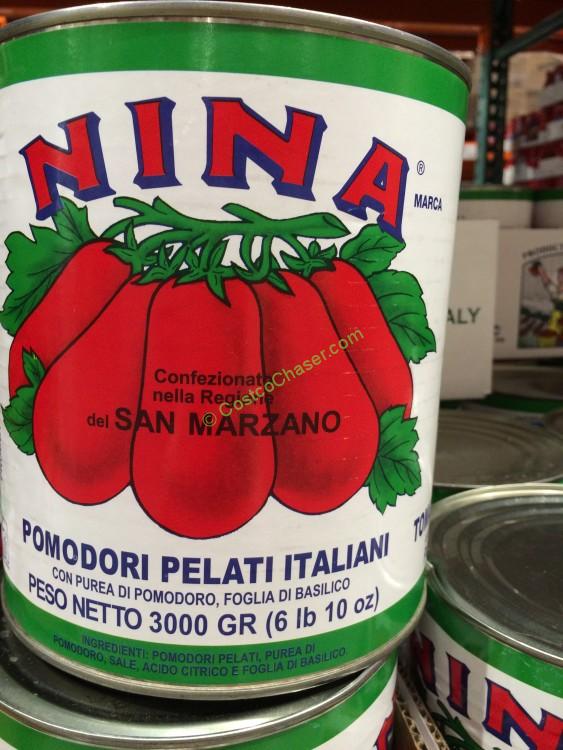 NINA
®
MARCA
Confezionato
nella Regione
del SAN MARZANO
© CostcoChaser.com
POMODORI PELATI ITALIANI
CON PUREA DI POMODORO, FOGLIA DI BASILICO
PESO NETTO 3000 GR (6 lb 10 oz)
INGREDIENTI: POMODORI PELATI, PUREA DI
POMODORO, SALE, ACIDO CITRICO E FOGLIA DI BASILICO.
ALY
NINA